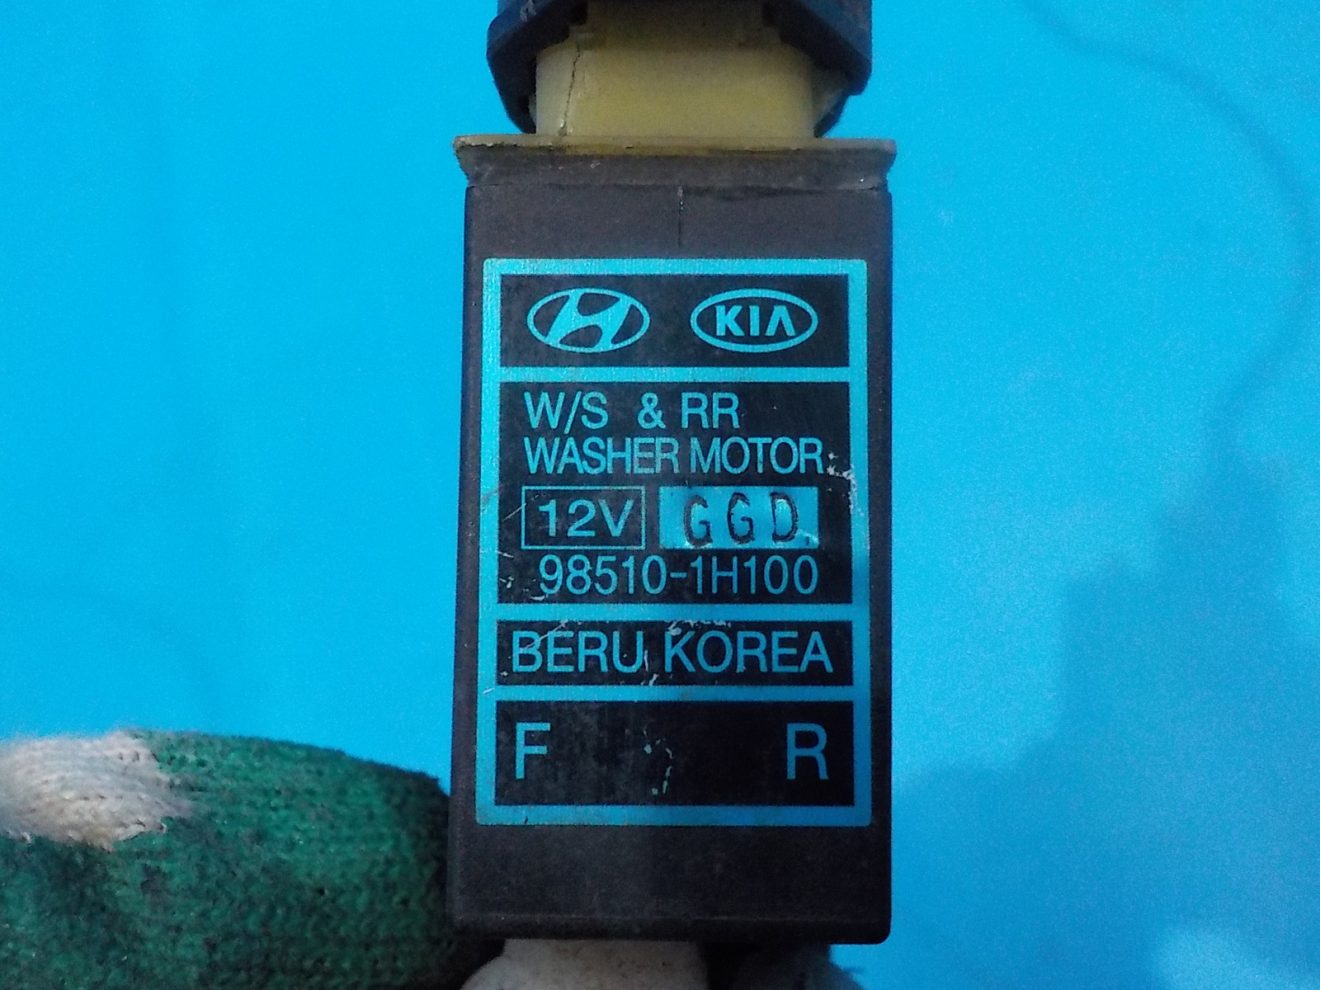 KIA
W/S & RR
WASHER MOTOR
12V GGD
98510-1H100
BERU KOREA
F R